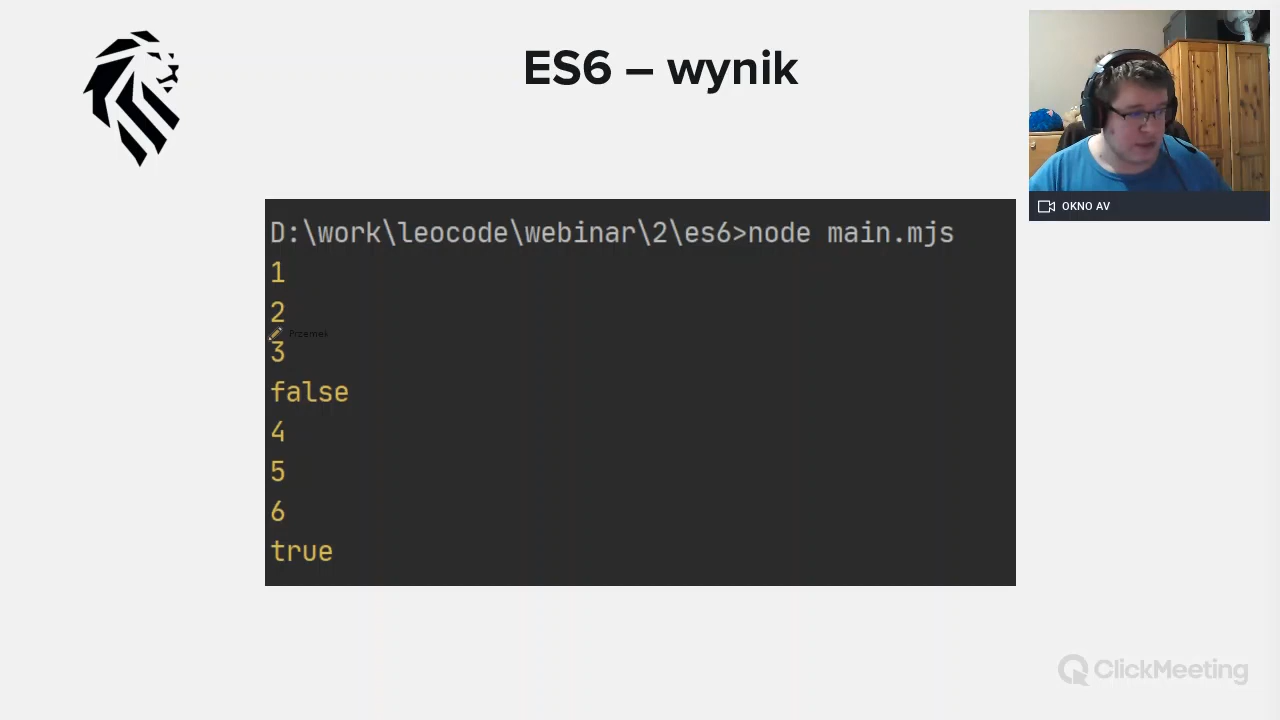 ES6 – wynik
OKNO AV
D:\work\leocode\webinar\2\es6>node main.mjs
1
2
Przemek
3
false
4
5
6
true
ClickMeeting